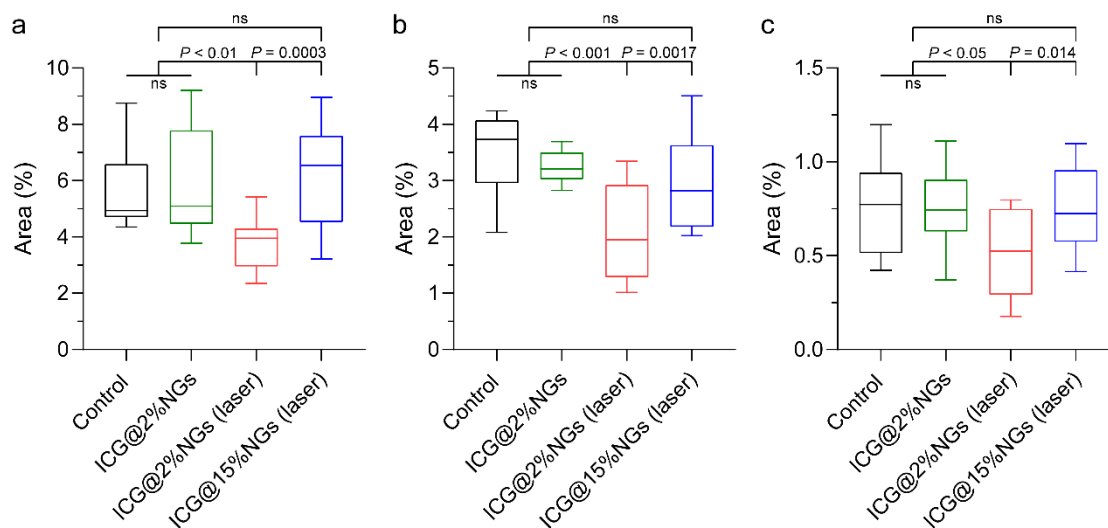 a
ns
P < 0.01
P = 0.0003
ns
10
8
6
4
2
0
Area (%)
Control
ICG@2%NGs
ICG@2%NGs (laser)
ICG@15%NGs (laser)
b
ns
P < 0.001
P = 0.0017
ns
5
4
3
2
1
0
Area (%)
Control
ICG@2%NGs
ICG@2%NGs (laser)
ICG@15%NGs (laser)
c
ns
P < 0.05
P = 0.014
ns
1.5
1.0
0.5
0.0
Area (%)
Control
ICG@2%NGs
ICG@2%NGs (laser)
ICG@15%NGs (laser)